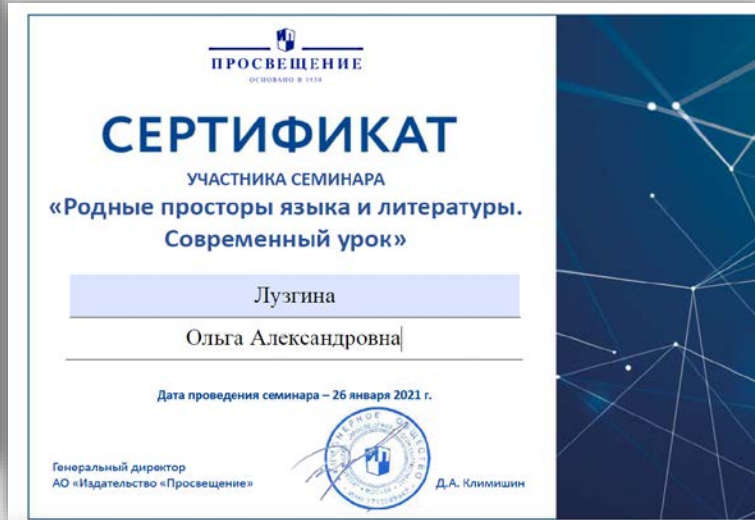 ПРОСВЕЩЕНИЕ
ОСНОВАНО В 1930
СЕРТИФИКАТ
УЧАСТНИКА СЕМИНАРА
«Родные просторы языка и литературы.
Современный урок»
Лузгина
Ольга Александровна
Дата проведения семинара – 26 января 2021 г.
Генеральный директор
АО «Издательство «Просвещение»
Д.А. Климишин